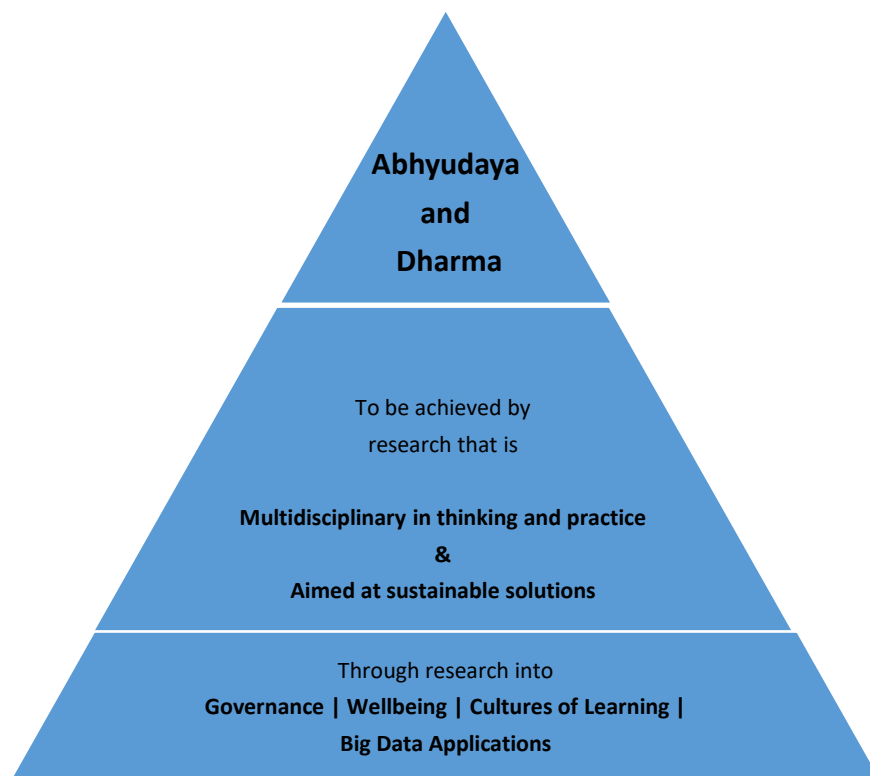 Abhyudaya
and
Dharma
To be achieved by
research that is
Multidisciplinary in thinking and practice
&
Aimed at sustainable solutions
Through research into
Governance | Wellbeing | Cultures of Learning |
Big Data Applications